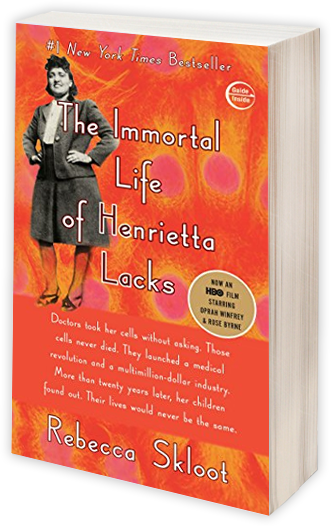 #1 New York Times Bestseller
Guide
Inside
The Immortal
Life
of Henrietta
Lacks
NOW AN
HBO FILM
STARRING
OPRAH WINFREY
& ROSE BYRNE
Doctors took her cells without asking. Those
cells never died. They launched a medical
revolution and a multimillion-dollar industry.
More than twenty years later, her children
found out. Their lives would never be the same.
Rebecca Skloot